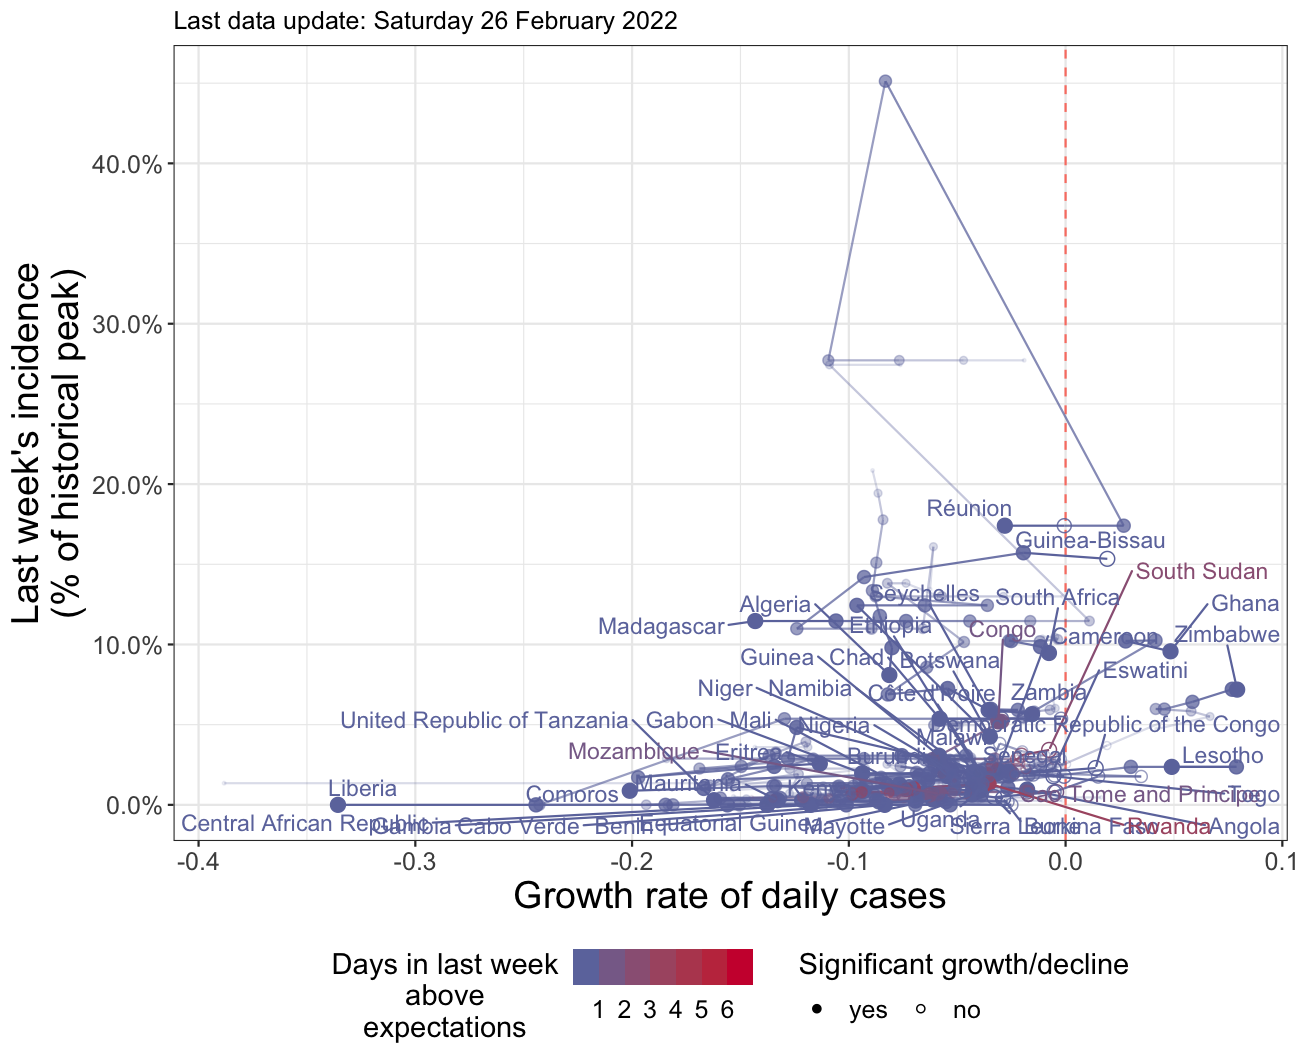 Last data update: Saturday 26 February 2022
Last week's incidence
(% of historical peak)
40.0%
30.0%
20.0%
10.0%
0.0%
Réunion
Guinea-Bissau
South Sudan
Seychelles
South Africa
Algeria
Ghana
Madagascar
Ethiopia
Congo
Cameroon
Zimbabwe
Guinea
Chad
Botswana
Eswatini
Niger
Namibia
Côte d'Ivoire
Zambia
United Republic of Tanzania
Gabon
Mali
Nigeria
Democratic Republic of the Congo
Malawi
Mozambique
Eritrea
Burundi
Senegal
Lesotho
Liberia
Comoros
Mauritania
Sao Tome and Principe
Togo
Central African Republic
Gambia
Cabo Verde
Benin
Equatorial Guinea
Mayotte
Uganda
Sierra Leone
Burkina Faso
Rwanda
Angola
-0.4
-0.3
-0.2
-0.1
0.0
0.1
Growth rate of daily cases
Days in last week
above
expectations
1 2 3 4 5 6
Significant growth/decline
yes
no